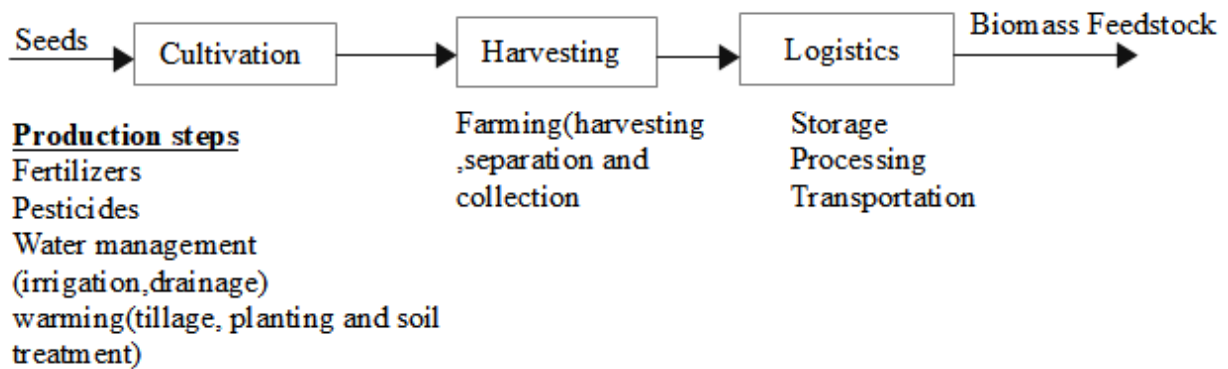 Seeds
Cultivation
Harvesting
Logistics
Biomass Feedstock
Production steps
Fertilizers
Pesticides
Water management
(irrigation,drainage)
warming(tillage, planting and soil
treatment)
Farming(harvesting
,separation and
collection
Storage
Processing
Transportation